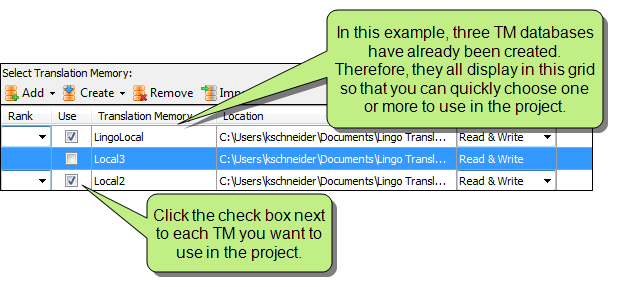 In this example, three TM databases
have already been created.
Therefore, they all display in this grid
so that you can quickly choose one
or more to use in the project.
Select Translation Memory:
Add Create Remove
Rank Use Translation Memory Location
LingoLocal C:\Users\kschneider\Documents\Lingo Transl... Read & Write
Local3 C:\Users\kschneider\Documents\Lingo Transl... Read & Write
Local2 C:\Users\kschneider\Documents\Lingo Transl... Read & Write
Click the check box next
to each TM you want to
use in the project.